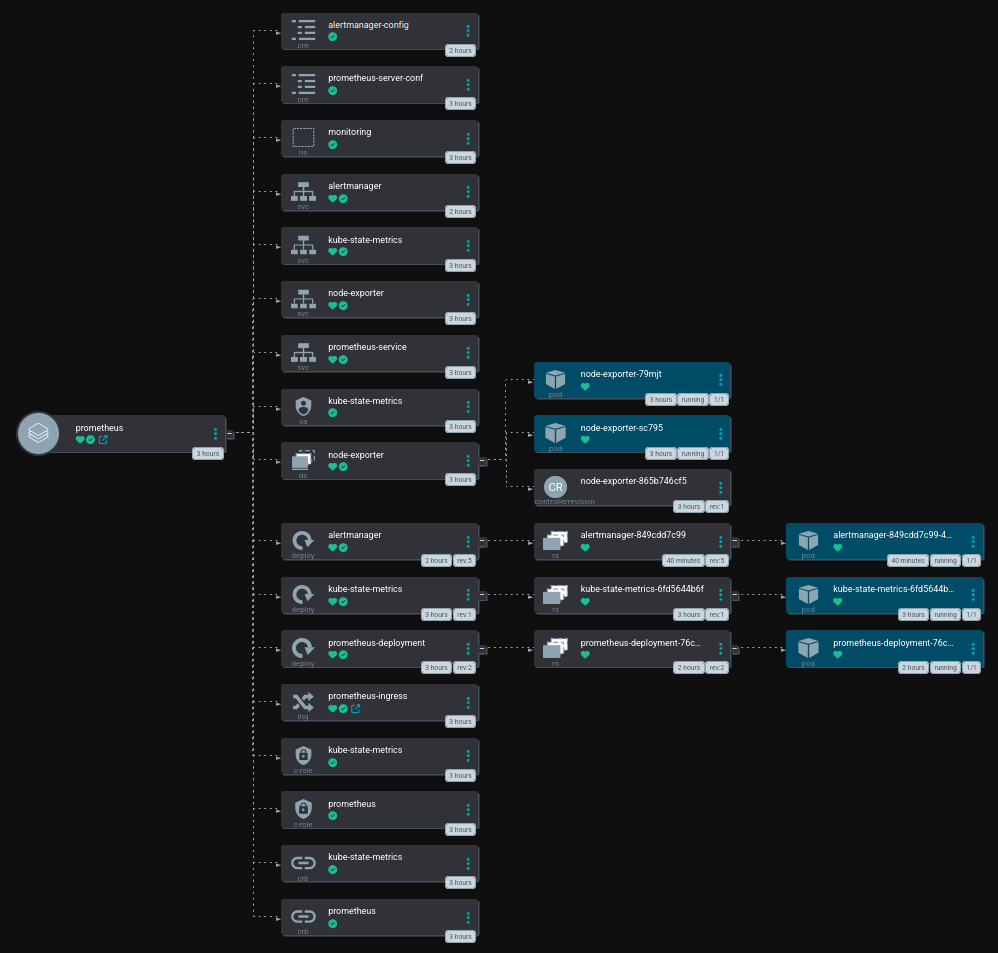 alertmanager-config
cm
2 hours
prometheus-server-conf
cm
3 hours
monitoring
ns
3 hours
alertmanager
svc
2 hours
kube-state-metrics
svc
3 hours
node-exporter
svc
3 hours
prometheus-service
svc
3 hours
node-exporter-79mjt
pod
3 hours running 1/1
kube-state-metrics
sa
3 hours
prometheus
3 hours
node-exporter-sc795
pod
3 hours running 1/1
node-exporter
ds
3 hours
CR
node-exporter-865b746cf5
controllerrevision
3 hours rev:1
alertmanager
deploy
2 hours rev:5
alertmanager-849cdd7c99
rs
40 minutes rev:5
alertmanager-849cdd7c99-4...
pod
40 minutes running 1/1
kube-state-metrics
deploy
3 hours rev:1
kube-state-metrics-6fd5644b6f
rs
3 hours rev:1
kube-state-metrics-6fd5644b...
pod
3 hours running 1/1
prometheus-deployment
deploy
3 hours rev:2
prometheus-deployment-76c...
rs
2 hours rev:2
prometheus-deployment-76c...
pod
2 hours running 1/1
prometheus-ingress
ing
3 hours
kube-state-metrics
c-role
3 hours
prometheus
c-role
3 hours
kube-state-metrics
crb
3 hours
prometheus
crb
3 hours